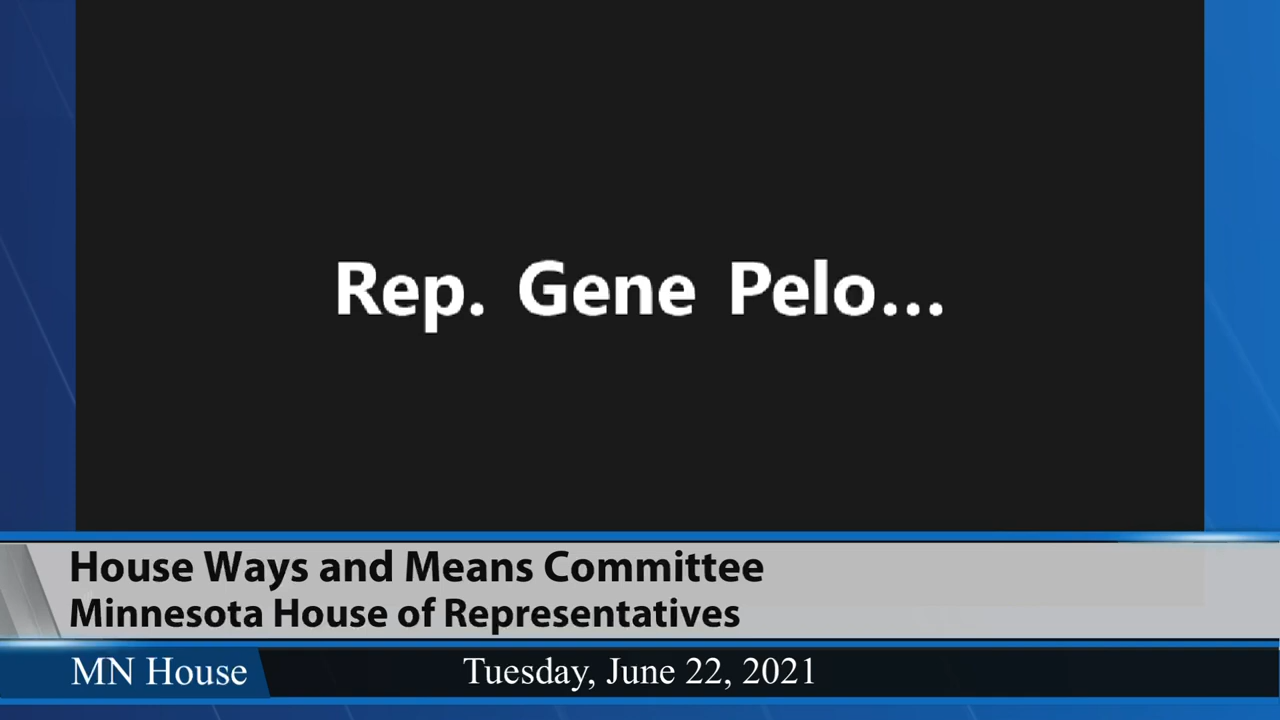 Rep. Gene Pelo...
House Ways and Means Committee
Minnesota House of Representatives
MN House
Tuesday, June 22, 2021